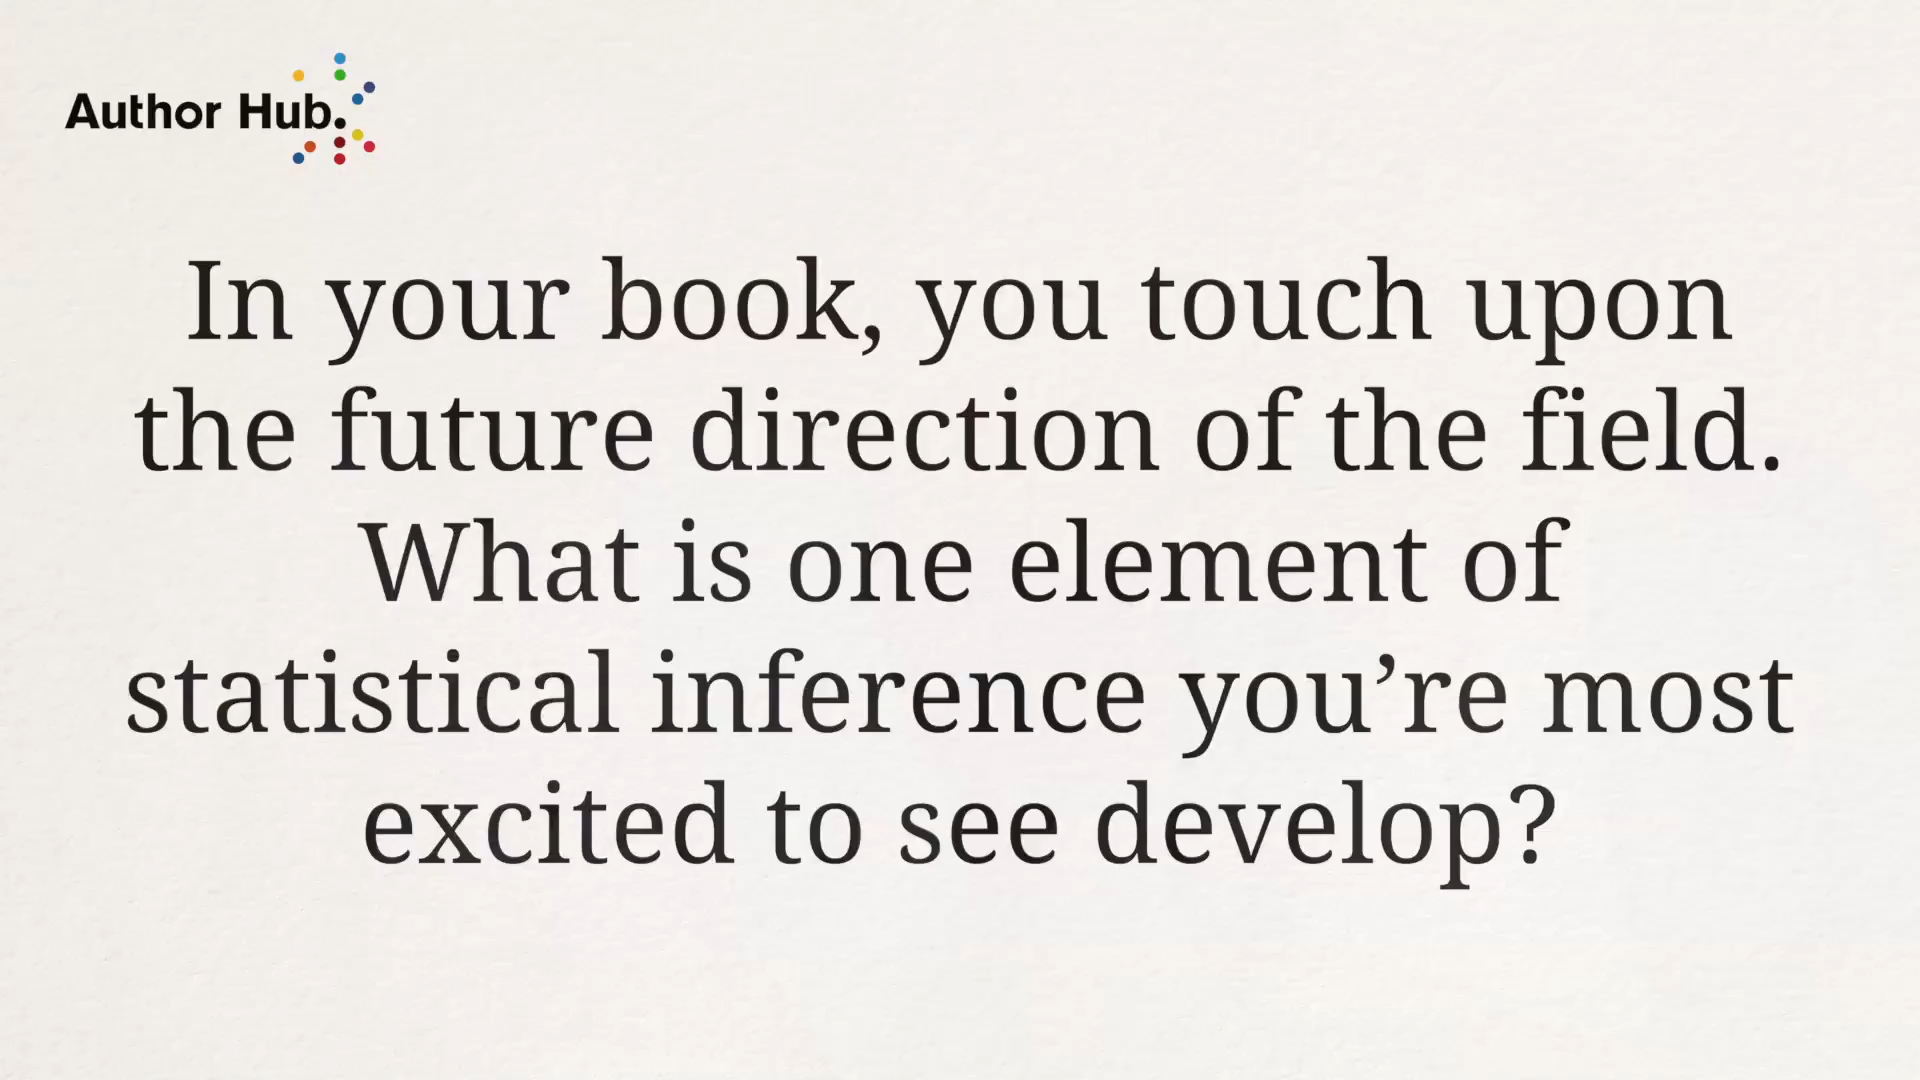 Author Hub.
In your book, you touch upon
the future direction of the field.
What is one element of
statistical inference you’re most
excited to see develop?